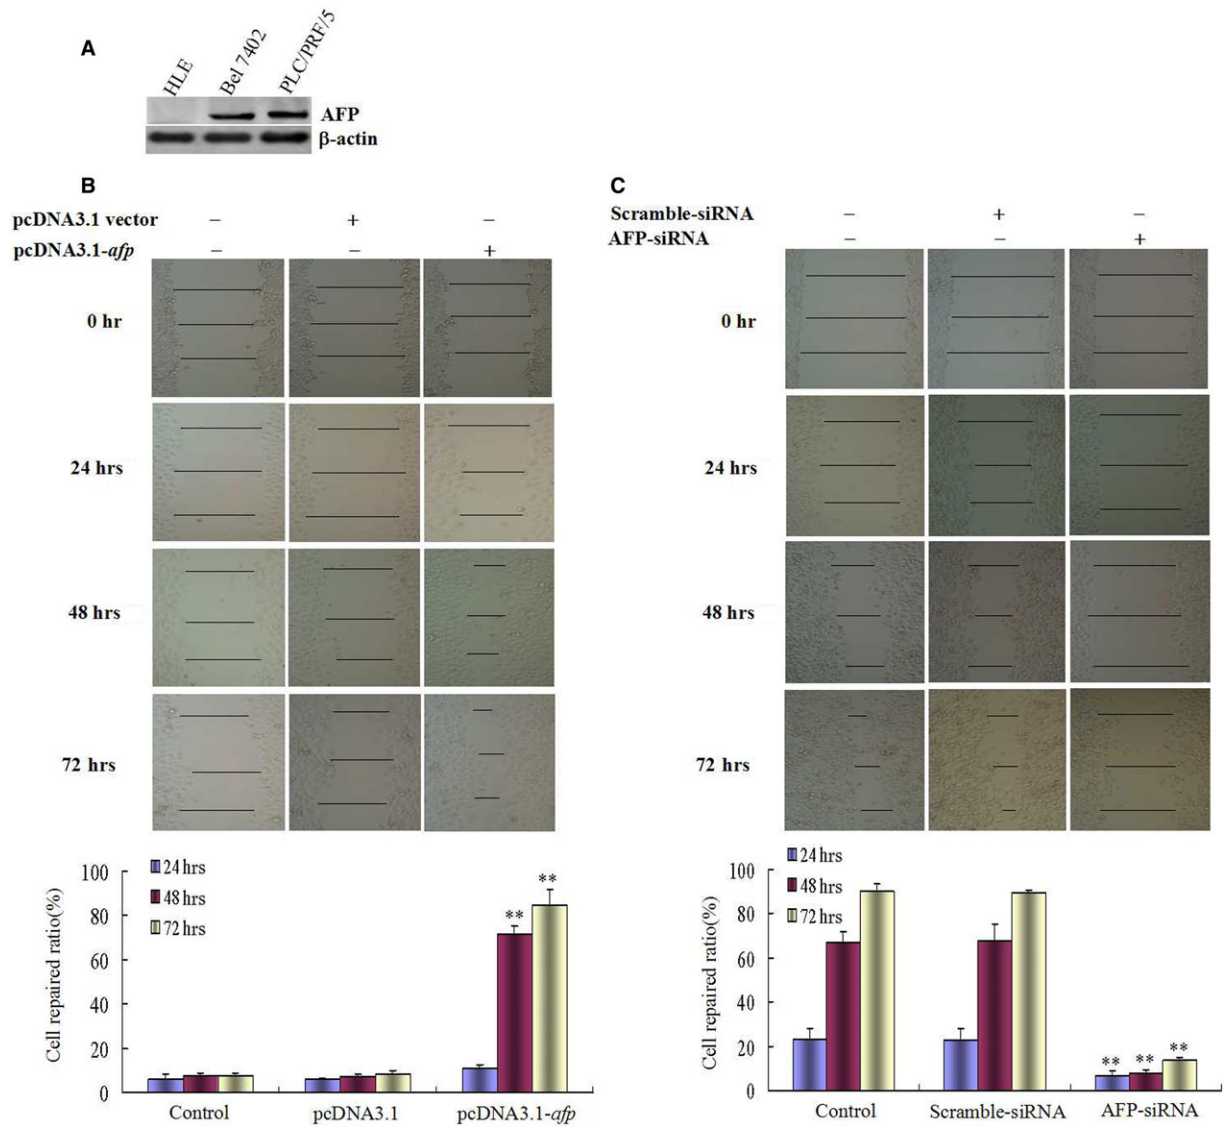 A
HLE
Bel 7402
PLC/PRF/5
AFP
β-actin
B
pcDNA3.1 vector – + –
pcDNA3.1-afp – – +
0 hr
24 hrs
48 hrs
72 hrs
Cell repaired ratio(%)
100
80
60
40
20
0
24 hrs
48 hrs
72 hrs
**
**
Control
pcDNA3.1
pcDNA3.1-afp
C
Scramble-siRNA – + –
AFP-siRNA – – +
0 hr
24 hrs
48 hrs
72 hrs
Cell repaired ratio(%)
100
80
60
40
20
0
24 hrs
48 hrs
72 hrs
**
**
**
Control
Scramble-siRNA
AFP-siRNA